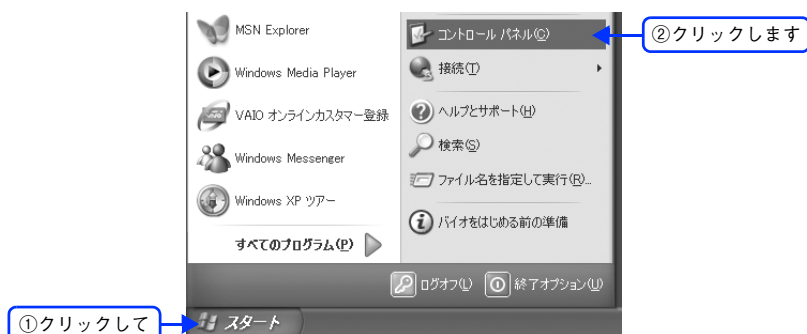 MSN Explorer
Windows Media Player
VAIO オンラインカスタマー登録
Windows Messenger
Windows XP ツアー
すべてのプログラム(P)
コントロール パネル(C)
接続(T)
ヘルプとサポート(H)
検索(S)
ファイル名を指定して実行(R)...
バイオをはじめる前の準備
ログオフ(L)
終了オプション(U)
スタート
①クリックして
②クリックします